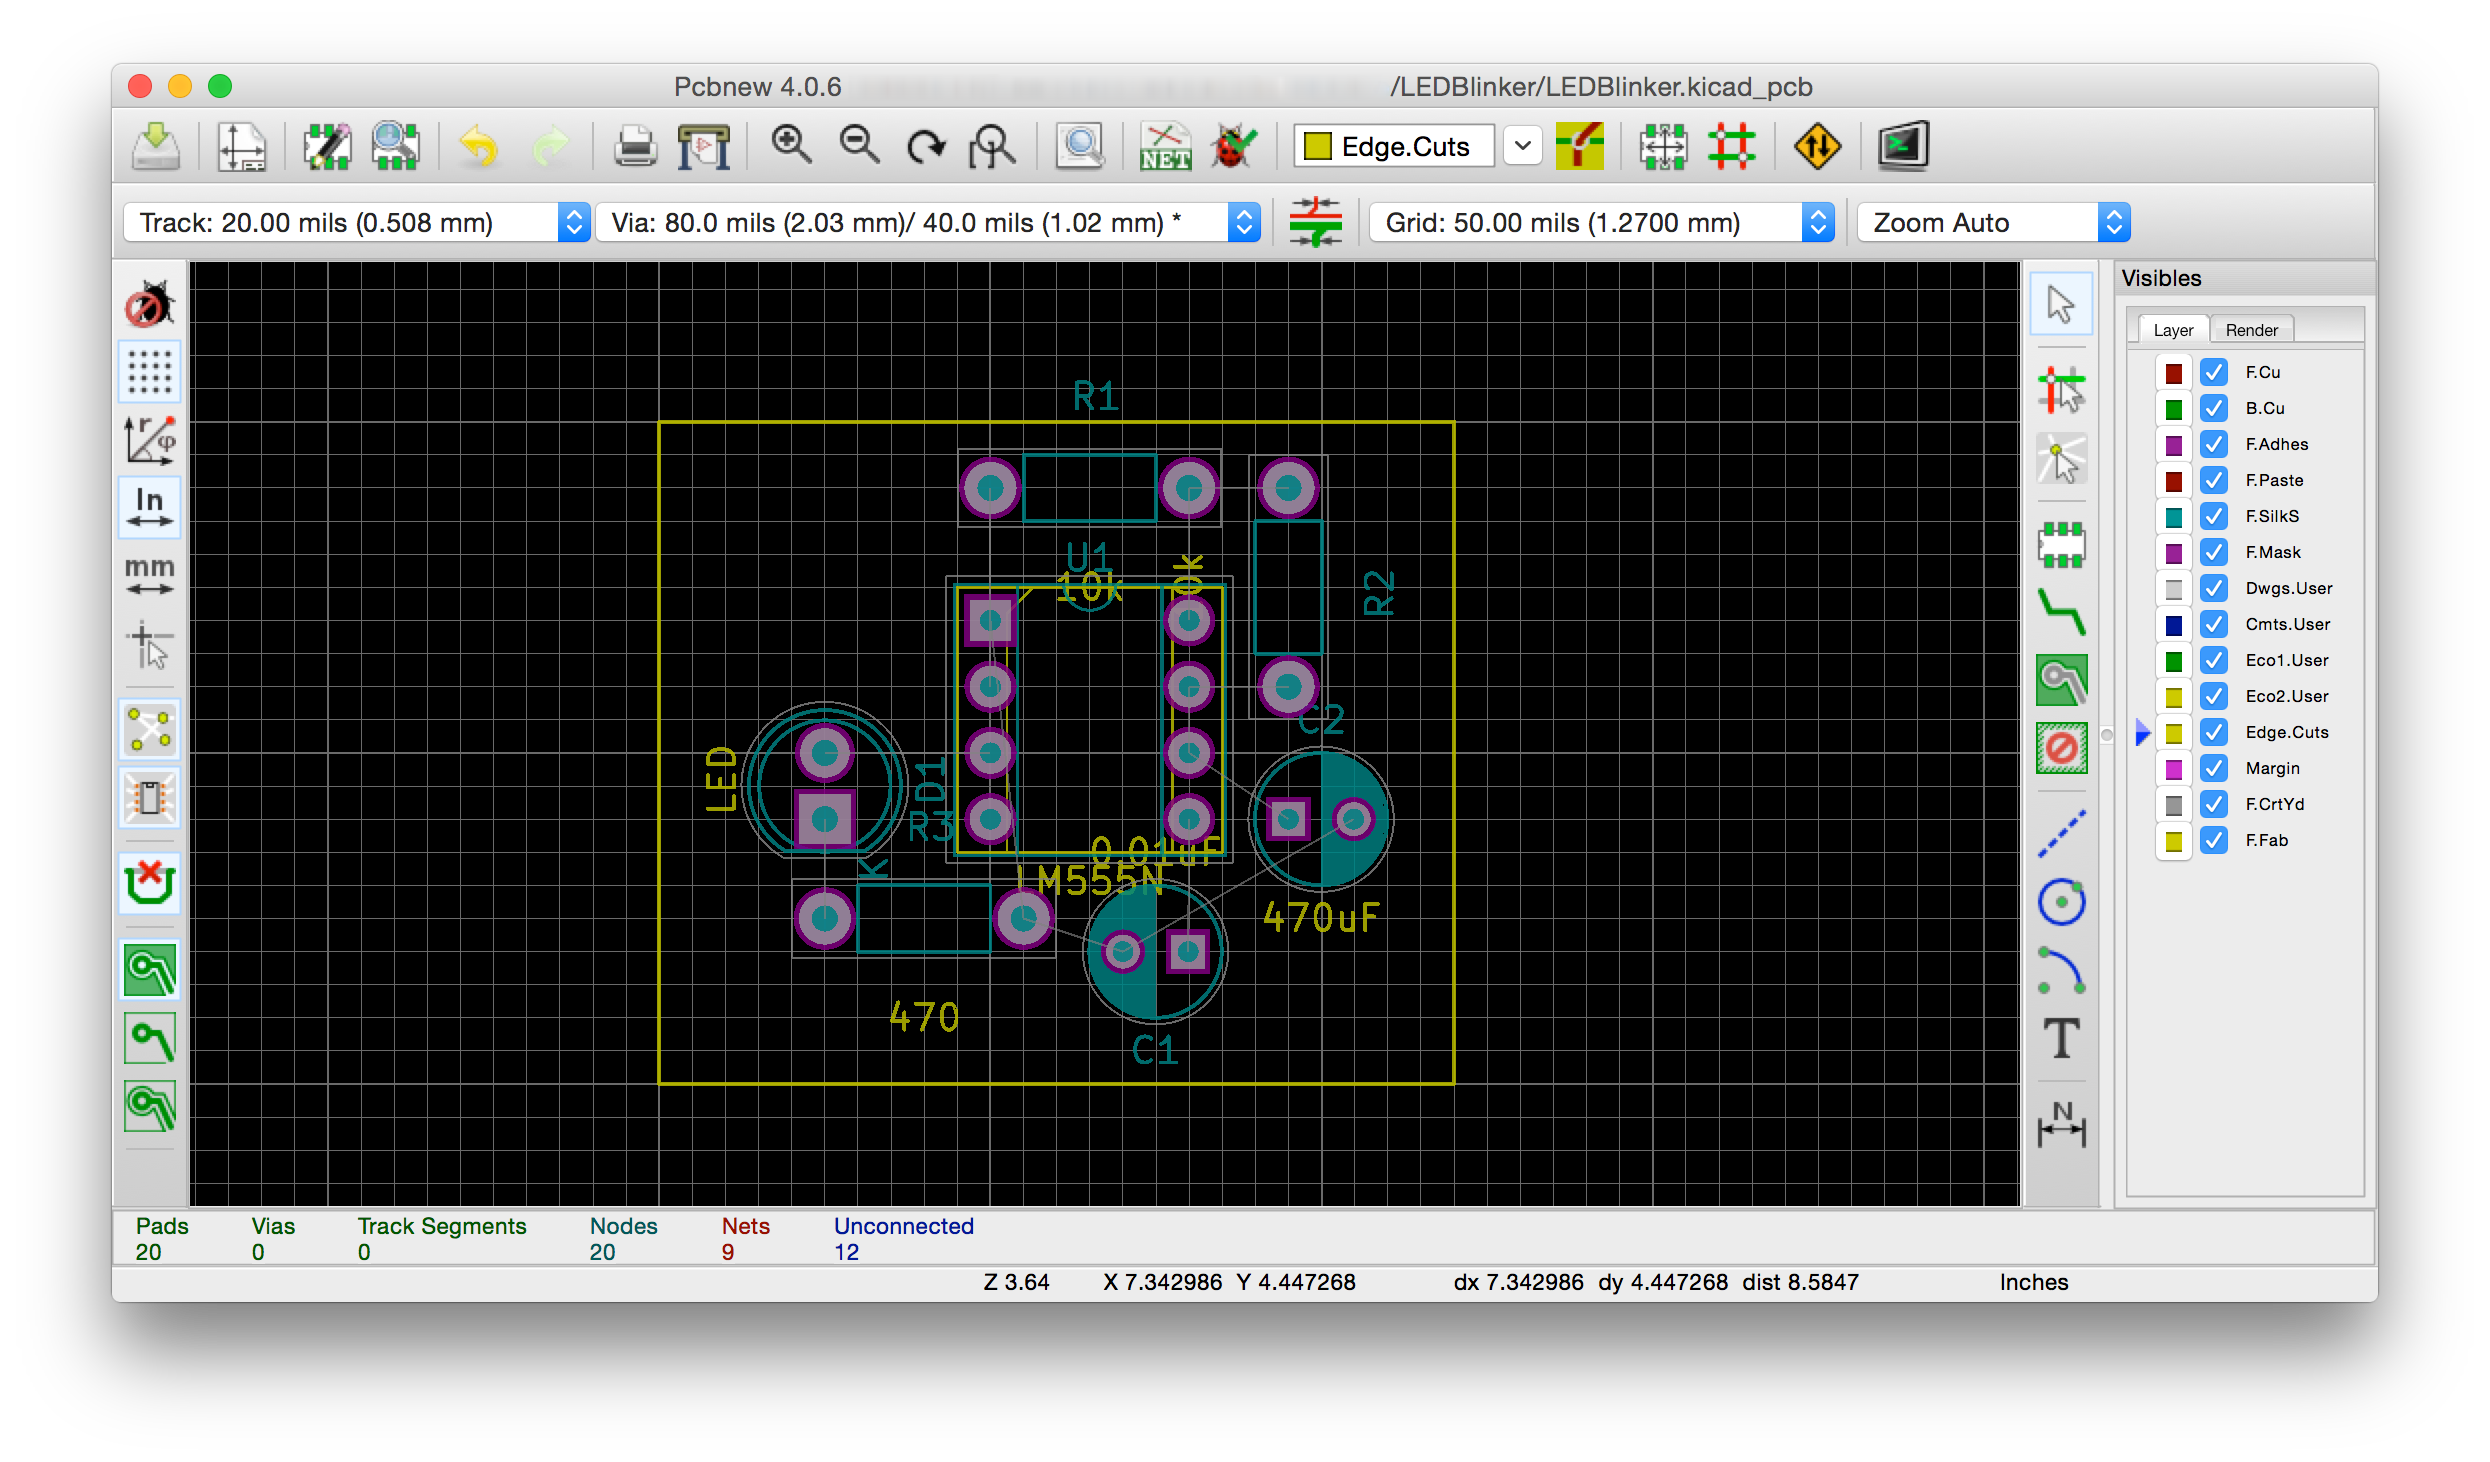 Pcbnew 4.0.6 /LEDBlinker/LEDBlinker.kicad_pcb
NET
Edge.Cuts
Track: 20.00 mils (0.508 mm)
Via: 80.0 mils (2.03 mm)/ 40.0 mils (1.02 mm) *
Grid: 50.00 mils (1.2700 mm)
Zoom Auto
r
φ
In
mm
R1
U1
10k
0k
R2
C2
LED
D1
R3
K
0.01uF
LM555N
470uF
470
C1
T
N
Visibles
Layer
Render
F.Cu
B.Cu
F.Adhes
F.Paste
F.SilkS
F.Mask
Dwgs.User
Cmts.User
Eco1.User
Eco2.User
Edge.Cuts
Margin
F.CrtYd
F.Fab
Pads Vias Track Segments Nodes Nets Unconnected
20 0 0 20 9 12
Z 3.64 X 7.342986 Y 4.447268 dx 7.342986 dy 4.447268 dist 8.5847 Inches